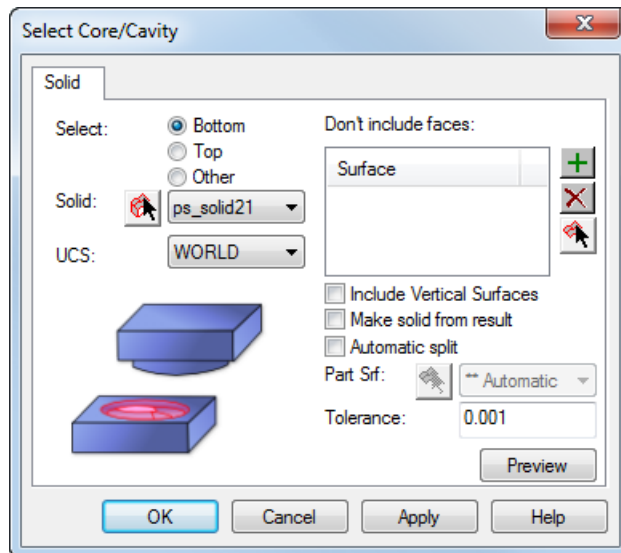 Select Core/Cavity
Solid
Select:
Bottom
Top
Other
Solid:
ps_solid21
UCS:
WORLD
Don't include faces:
Surface
Include Vertical Surfaces
Make solid from result
Automatic split
Part Srf:
** Automatic
Tolerance:
0.001
Preview
OK
Cancel
Apply
Help